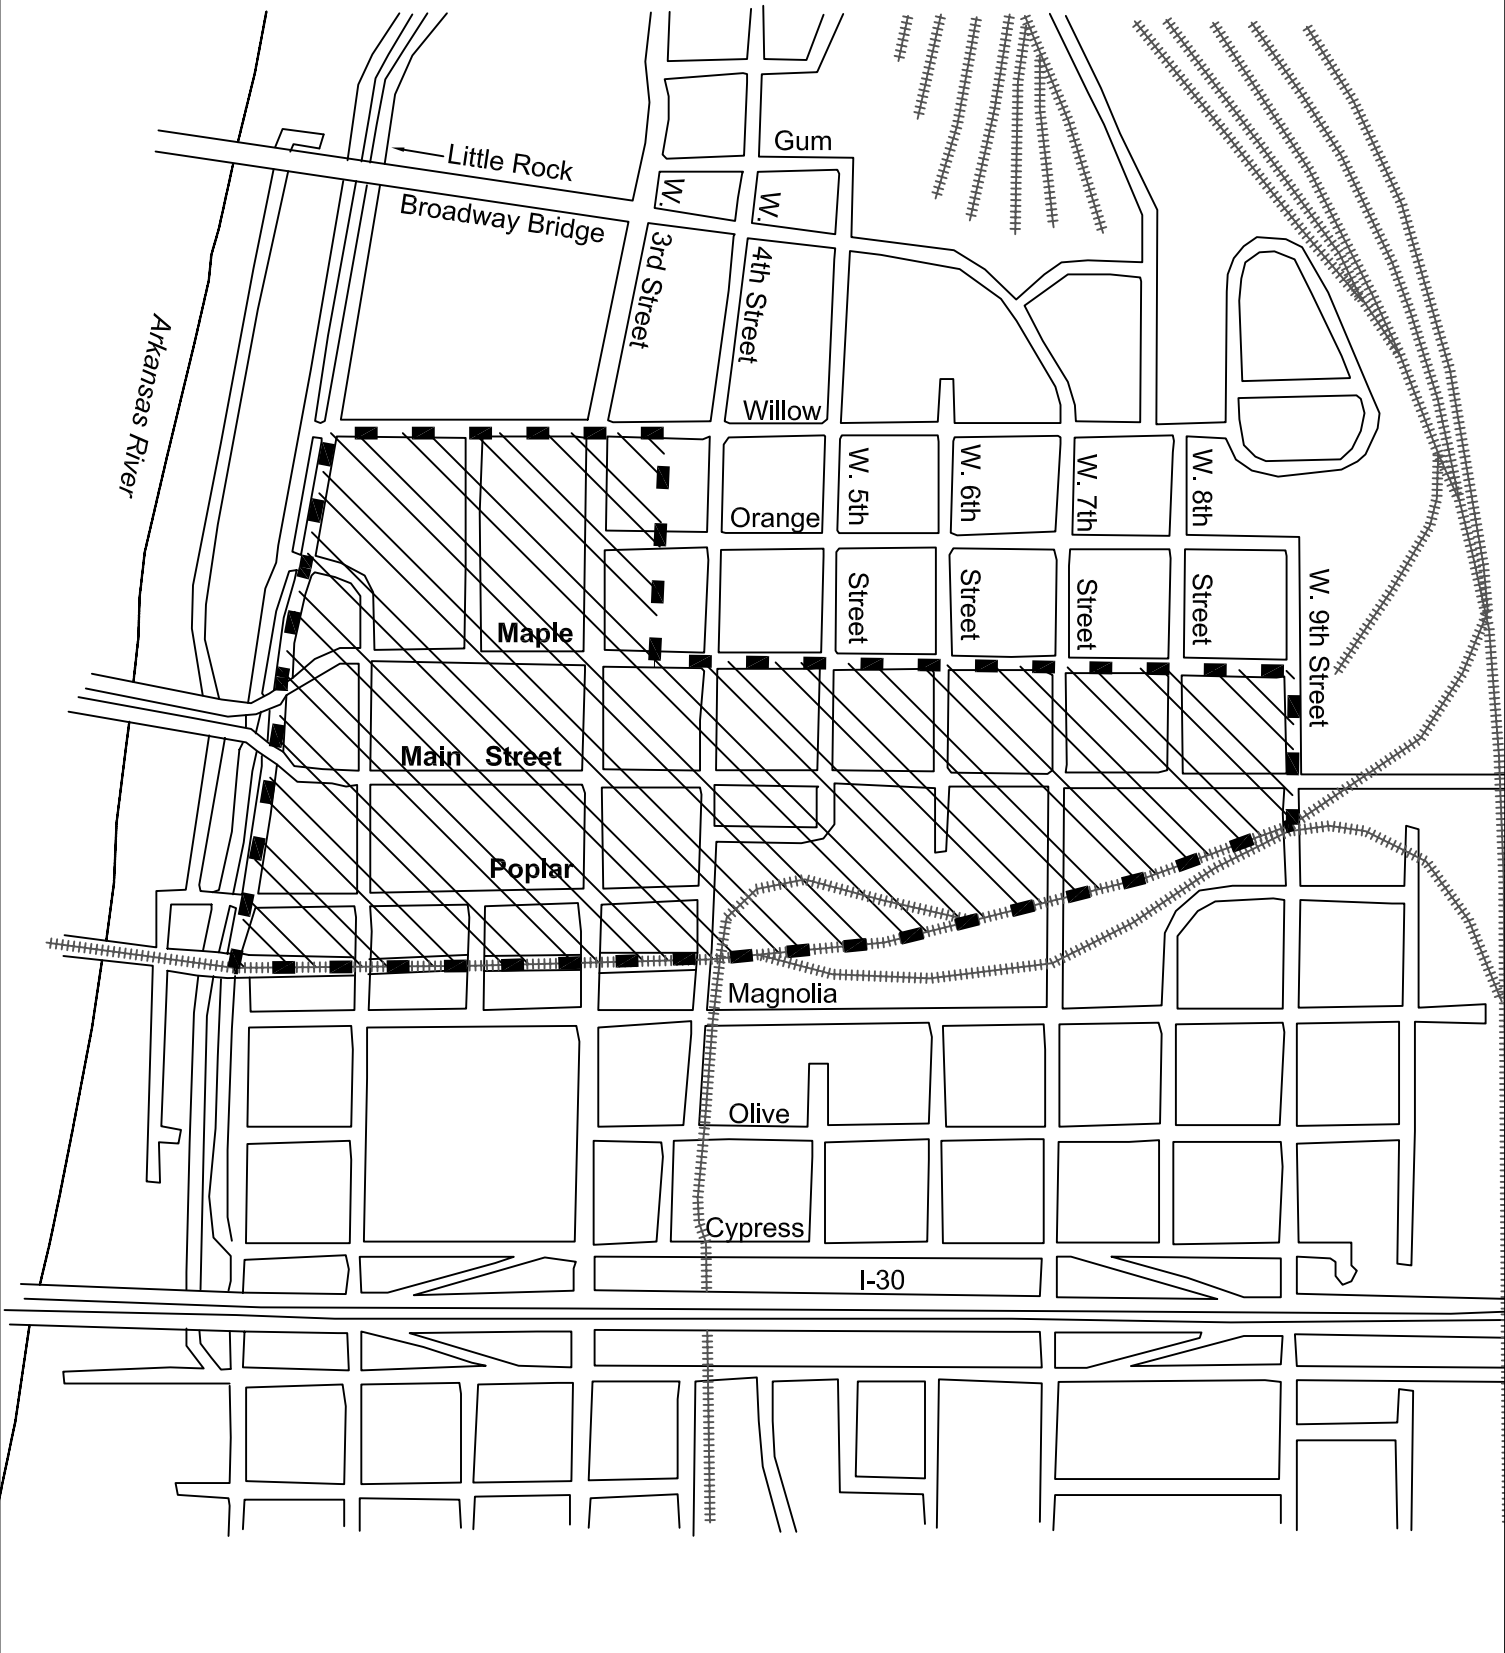 Gum
Little Rock
Broadway Bridge
W.
3rd Street
W.
4th Street
Arkansas River
Willow
W. 5th
Street
W. 6th
Street
W. 7th
Street
W. 8th
Street
W. 9th Street
Orange
Maple
Main Street
Poplar
Magnolia
Olive
Cypress
I-30